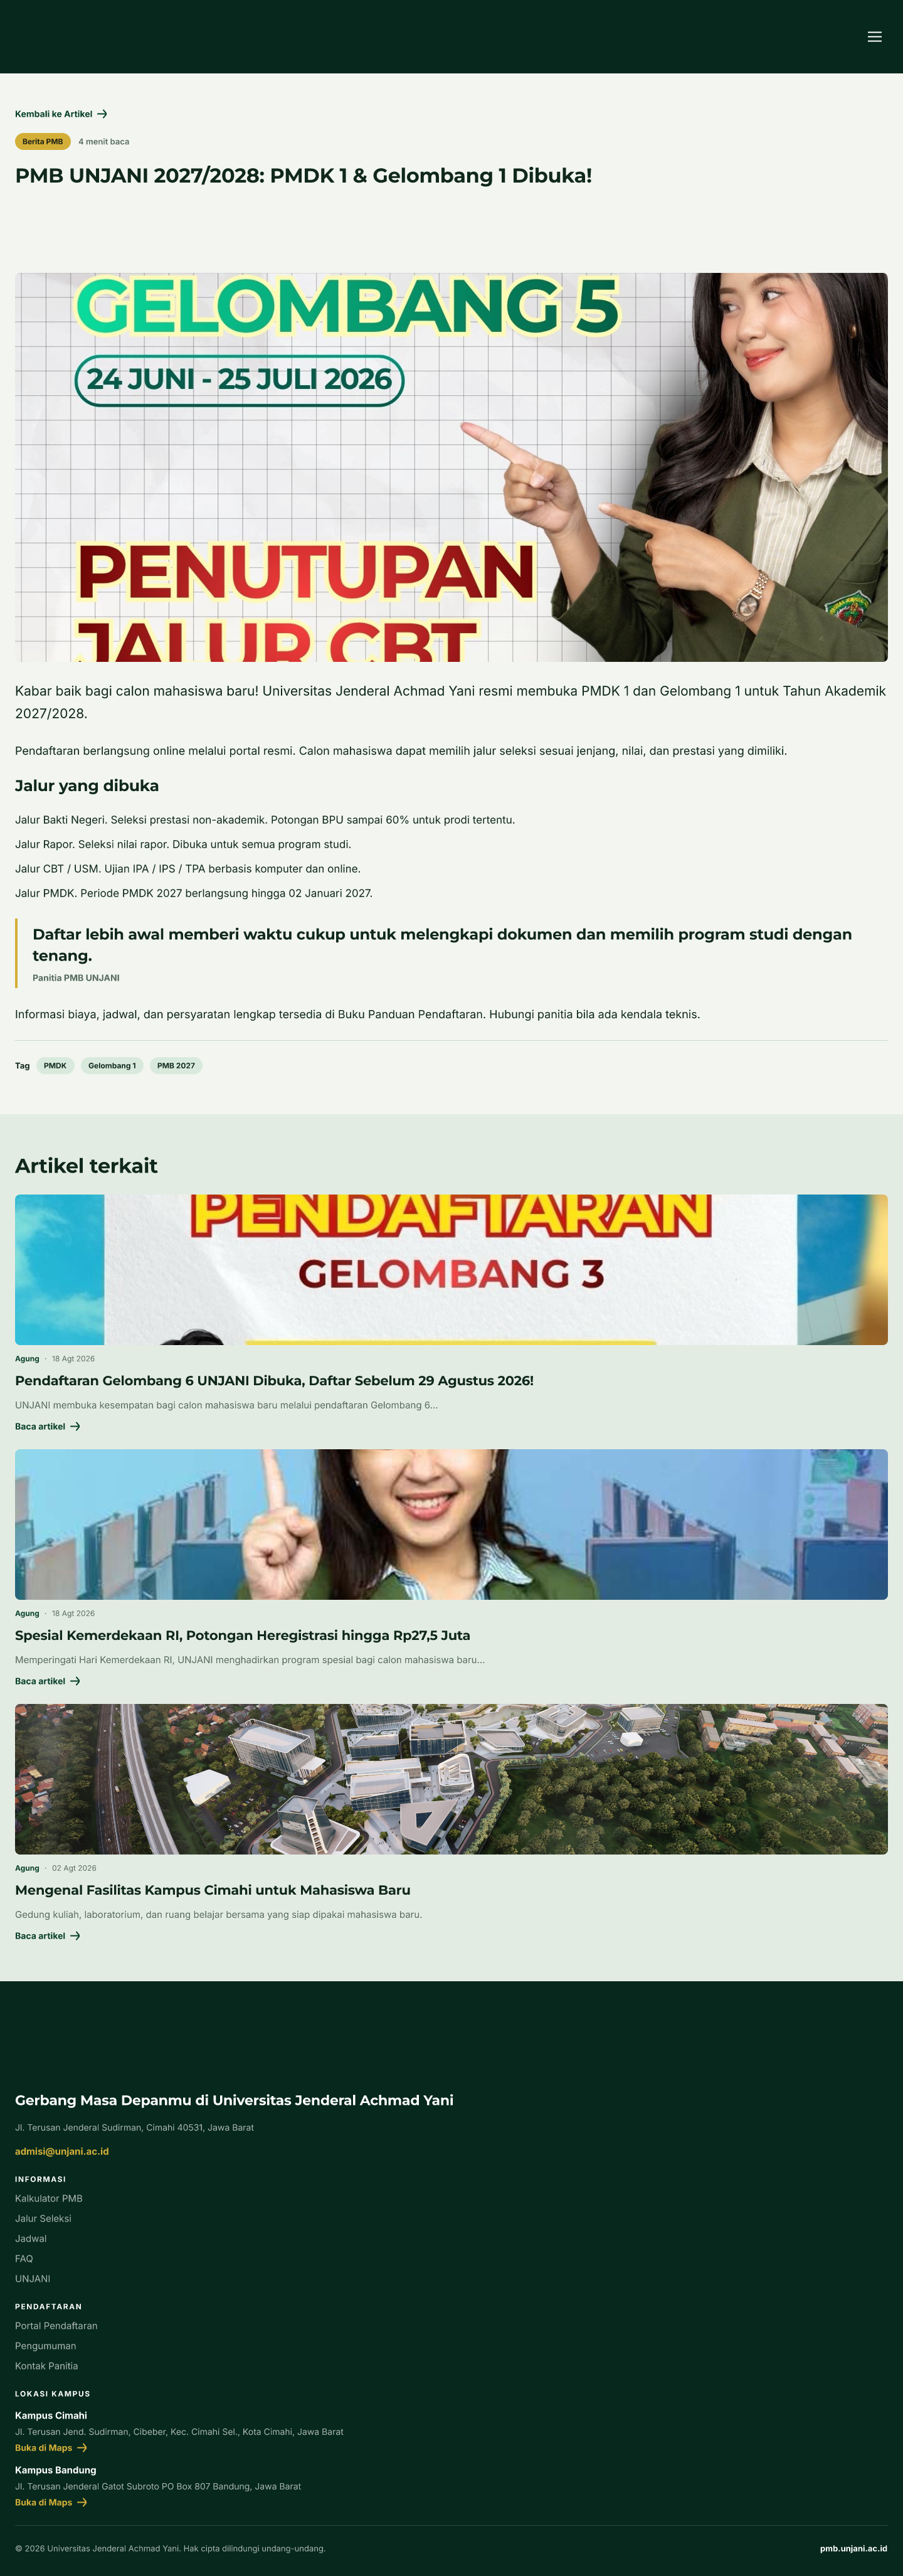 Kembali ke Artikel
Berita PMB 4 menit baca
PMB UNJANI 2027/2028: PMDK 1 & Gelombang 1 Dibuka!
GELOMBANG 5
24 JUNI - 25 JULI 2026
PENUTUPAN
JALUR CBT
Kabar baik bagi calon mahasiswa baru! Universitas Jenderal Achmad Yani resmi membuka PMDK 1 dan Gelombang 1 untuk Tahun Akademik
2027/2028.
Pendaftaran berlangsung online melalui portal resmi. Calon mahasiswa dapat memilih jalur seleksi sesuai jenjang, nilai, dan prestasi yang dimiliki.
Jalur yang dibuka
Jalur Bakti Negeri. Seleksi prestasi non-akademik. Potongan BPU sampai 60% untuk prodi tertentu.
Jalur Rapor. Seleksi nilai rapor. Dibuka untuk semua program studi.
Jalur CBT / USM. Ujian IPA / IPS / TPA berbasis komputer dan online.
Jalur PMDK. Periode PMDK 2027 berlangsung hingga 02 Januari 2027.
Daftar lebih awal memberi waktu cukup untuk melengkapi dokumen dan memilih program studi dengan
tenang.
Panitia PMB UNJANI
Informasi biaya, jadwal, dan persyaratan lengkap tersedia di Buku Panduan Pendaftaran. Hubungi panitia bila ada kendala teknis.
Tag PMDK Gelombang 1 PMB 2027
Artikel terkait
PENDAFTARAN
GELOMBANG 3
Agung · 18 Agt 2026
Pendaftaran Gelombang 6 UNJANI Dibuka, Daftar Sebelum 29 Agustus 2026!
UNJANI membuka kesempatan bagi calon mahasiswa baru melalui pendaftaran Gelombang 6...
Baca artikel
Agung · 18 Agt 2026
Spesial Kemerdekaan RI, Potongan Heregistrasi hingga Rp27,5 Juta
Memperingati Hari Kemerdekaan RI, UNJANI menghadirkan program spesial bagi calon mahasiswa baru...
Baca artikel
Agung · 02 Agt 2026
Mengenal Fasilitas Kampus Cimahi untuk Mahasiswa Baru
Gedung kuliah, laboratorium, dan ruang belajar bersama yang siap dipakai mahasiswa baru.
Baca artikel
Gerbang Masa Depanmu di Universitas Jenderal Achmad Yani
Jl. Terusan Jenderal Sudirman, Cimahi 40531, Jawa Barat
admisi@unjani.ac.id
INFORMASI
Kalkulator PMB
Jalur Seleksi
Jadwal
FAQ
UNJANI
PENDAFTARAN
Portal Pendaftaran
Pengumuman
Kontak Panitia
LOKASI KAMPUS
Kampus Cimahi
Jl. Terusan Jend. Sudirman, Cibeber, Kec. Cimahi Sel., Kota Cimahi, Jawa Barat
Buka di Maps
Kampus Bandung
Jl. Terusan Jenderal Gatot Subroto PO Box 807 Bandung, Jawa Barat
Buka di Maps
© 2026 Universitas Jenderal Achmad Yani. Hak cipta dilindungi undang-undang.
pmb.unjani.ac.id